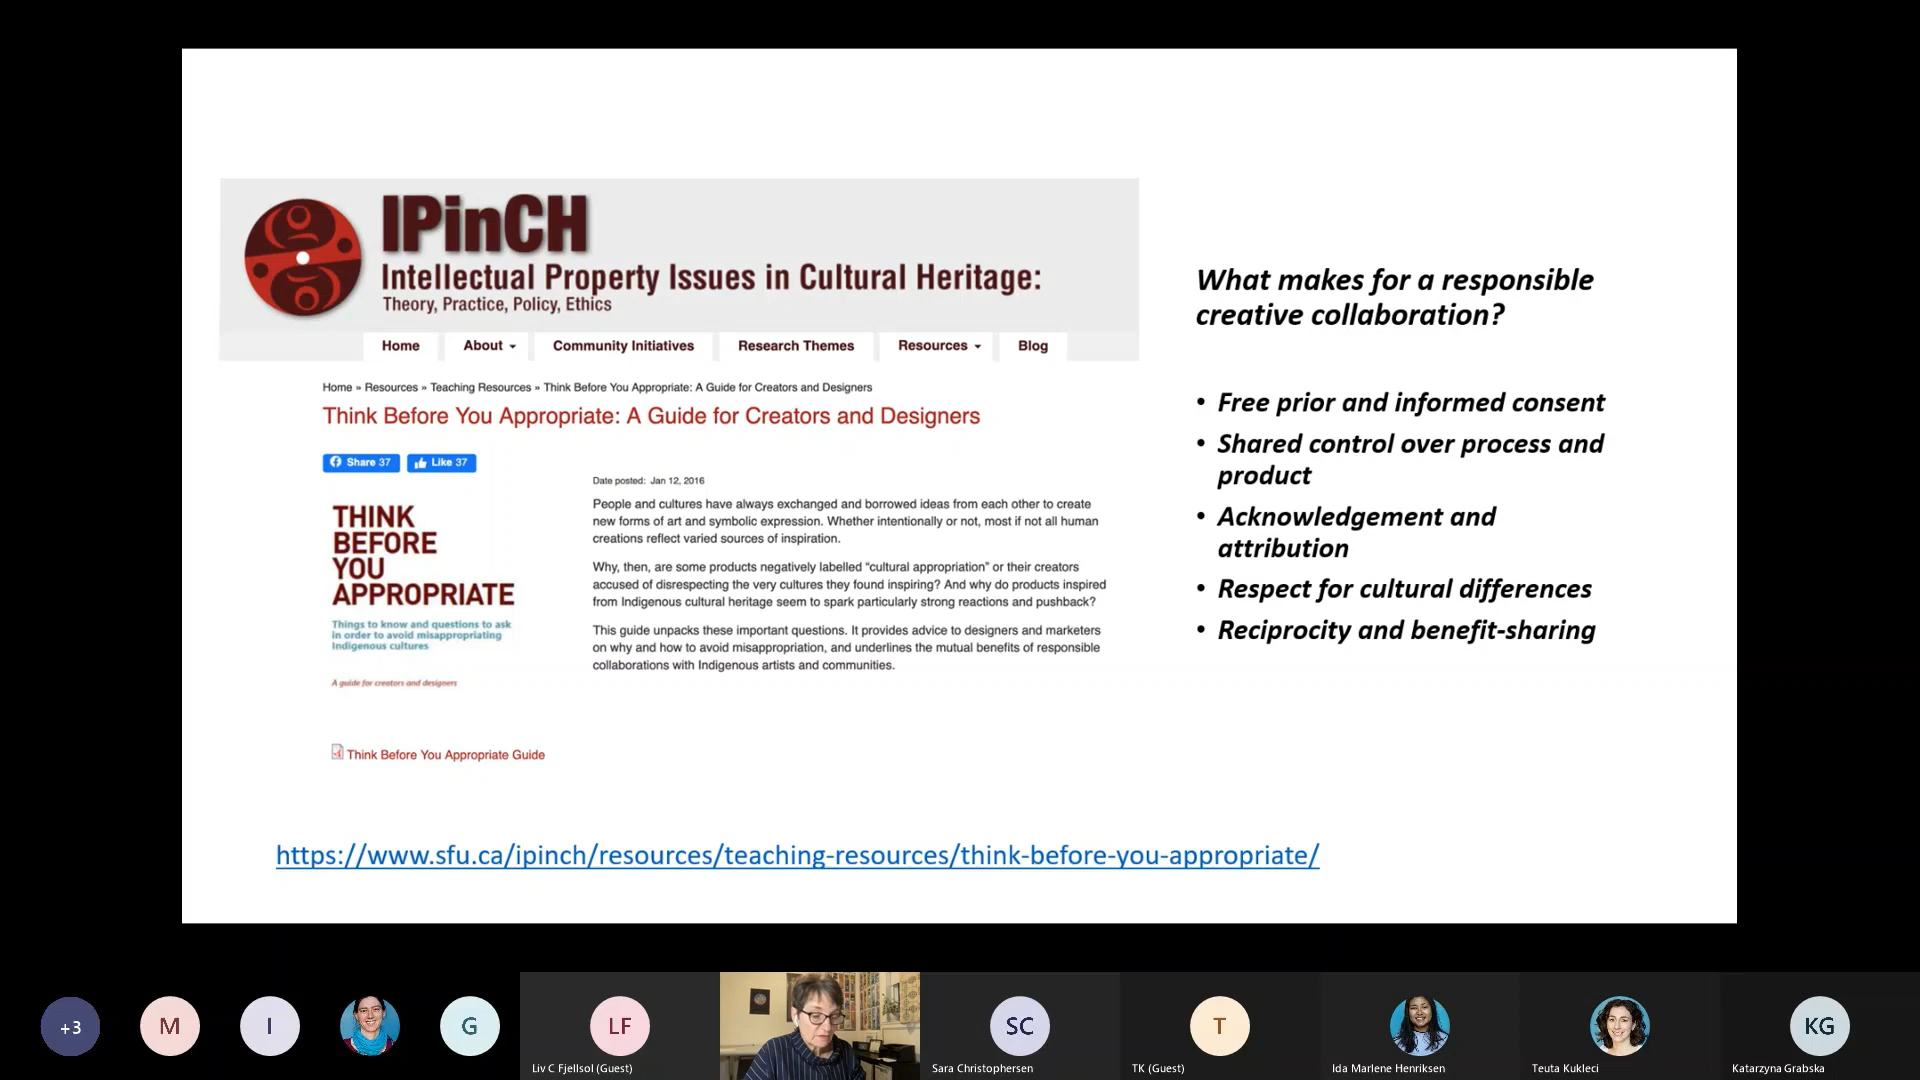 IPinCH
Intellectual Property Issues in Cultural Heritage:
Theory, Practice, Policy, Ethics
Home
About
Community Initiatives
Research Themes
Resources
Blog
Home » Resources » Teaching Resources » Think Before You Appropriate: A Guide for Creators and Designers
Think Before You Appropriate: A Guide for Creators and Designers
Share 37
Like 37
THINK
BEFORE
YOU
APPROPRIATE
Things to know and questions to ask
in order to avoid misappropriating
Indigenous cultures
A guide for creators and designers
Date posted: Jan 12, 2016
People and cultures have always exchanged and borrowed ideas from each other to create
new forms of art and symbolic expression. Whether intentionally or not, most if not all human
creations reflect varied sources of inspiration.
Why, then, are some products negatively labelled “cultural appropriation” or their creators
accused of disrespecting the very cultures they found inspiring? And why do products inspired
from Indigenous cultural heritage seem to spark particularly strong reactions and pushback?
This guide unpacks these important questions. It provides advice to designers and marketers
on why and how to avoid misappropriation, and underlines the mutual benefits of responsible
collaborations with Indigenous artists and communities.
Think Before You Appropriate Guide
What makes for a responsible
creative collaboration?
• Free prior and informed consent
• Shared control over process and
product
• Acknowledgement and
attribution
• Respect for cultural differences
• Reciprocity and benefit-sharing
https://www.sfu.ca/ipinch/resources/teaching-resources/think-before-you-appropriate/
+3
M
I
G
LF
Liv C Fjellsol (Guest)
SC
Sara Christophersen
T
TK (Guest)
Ida Marlene Henriksen
Teuta Kukleci
KG
Katarzyna Grabska